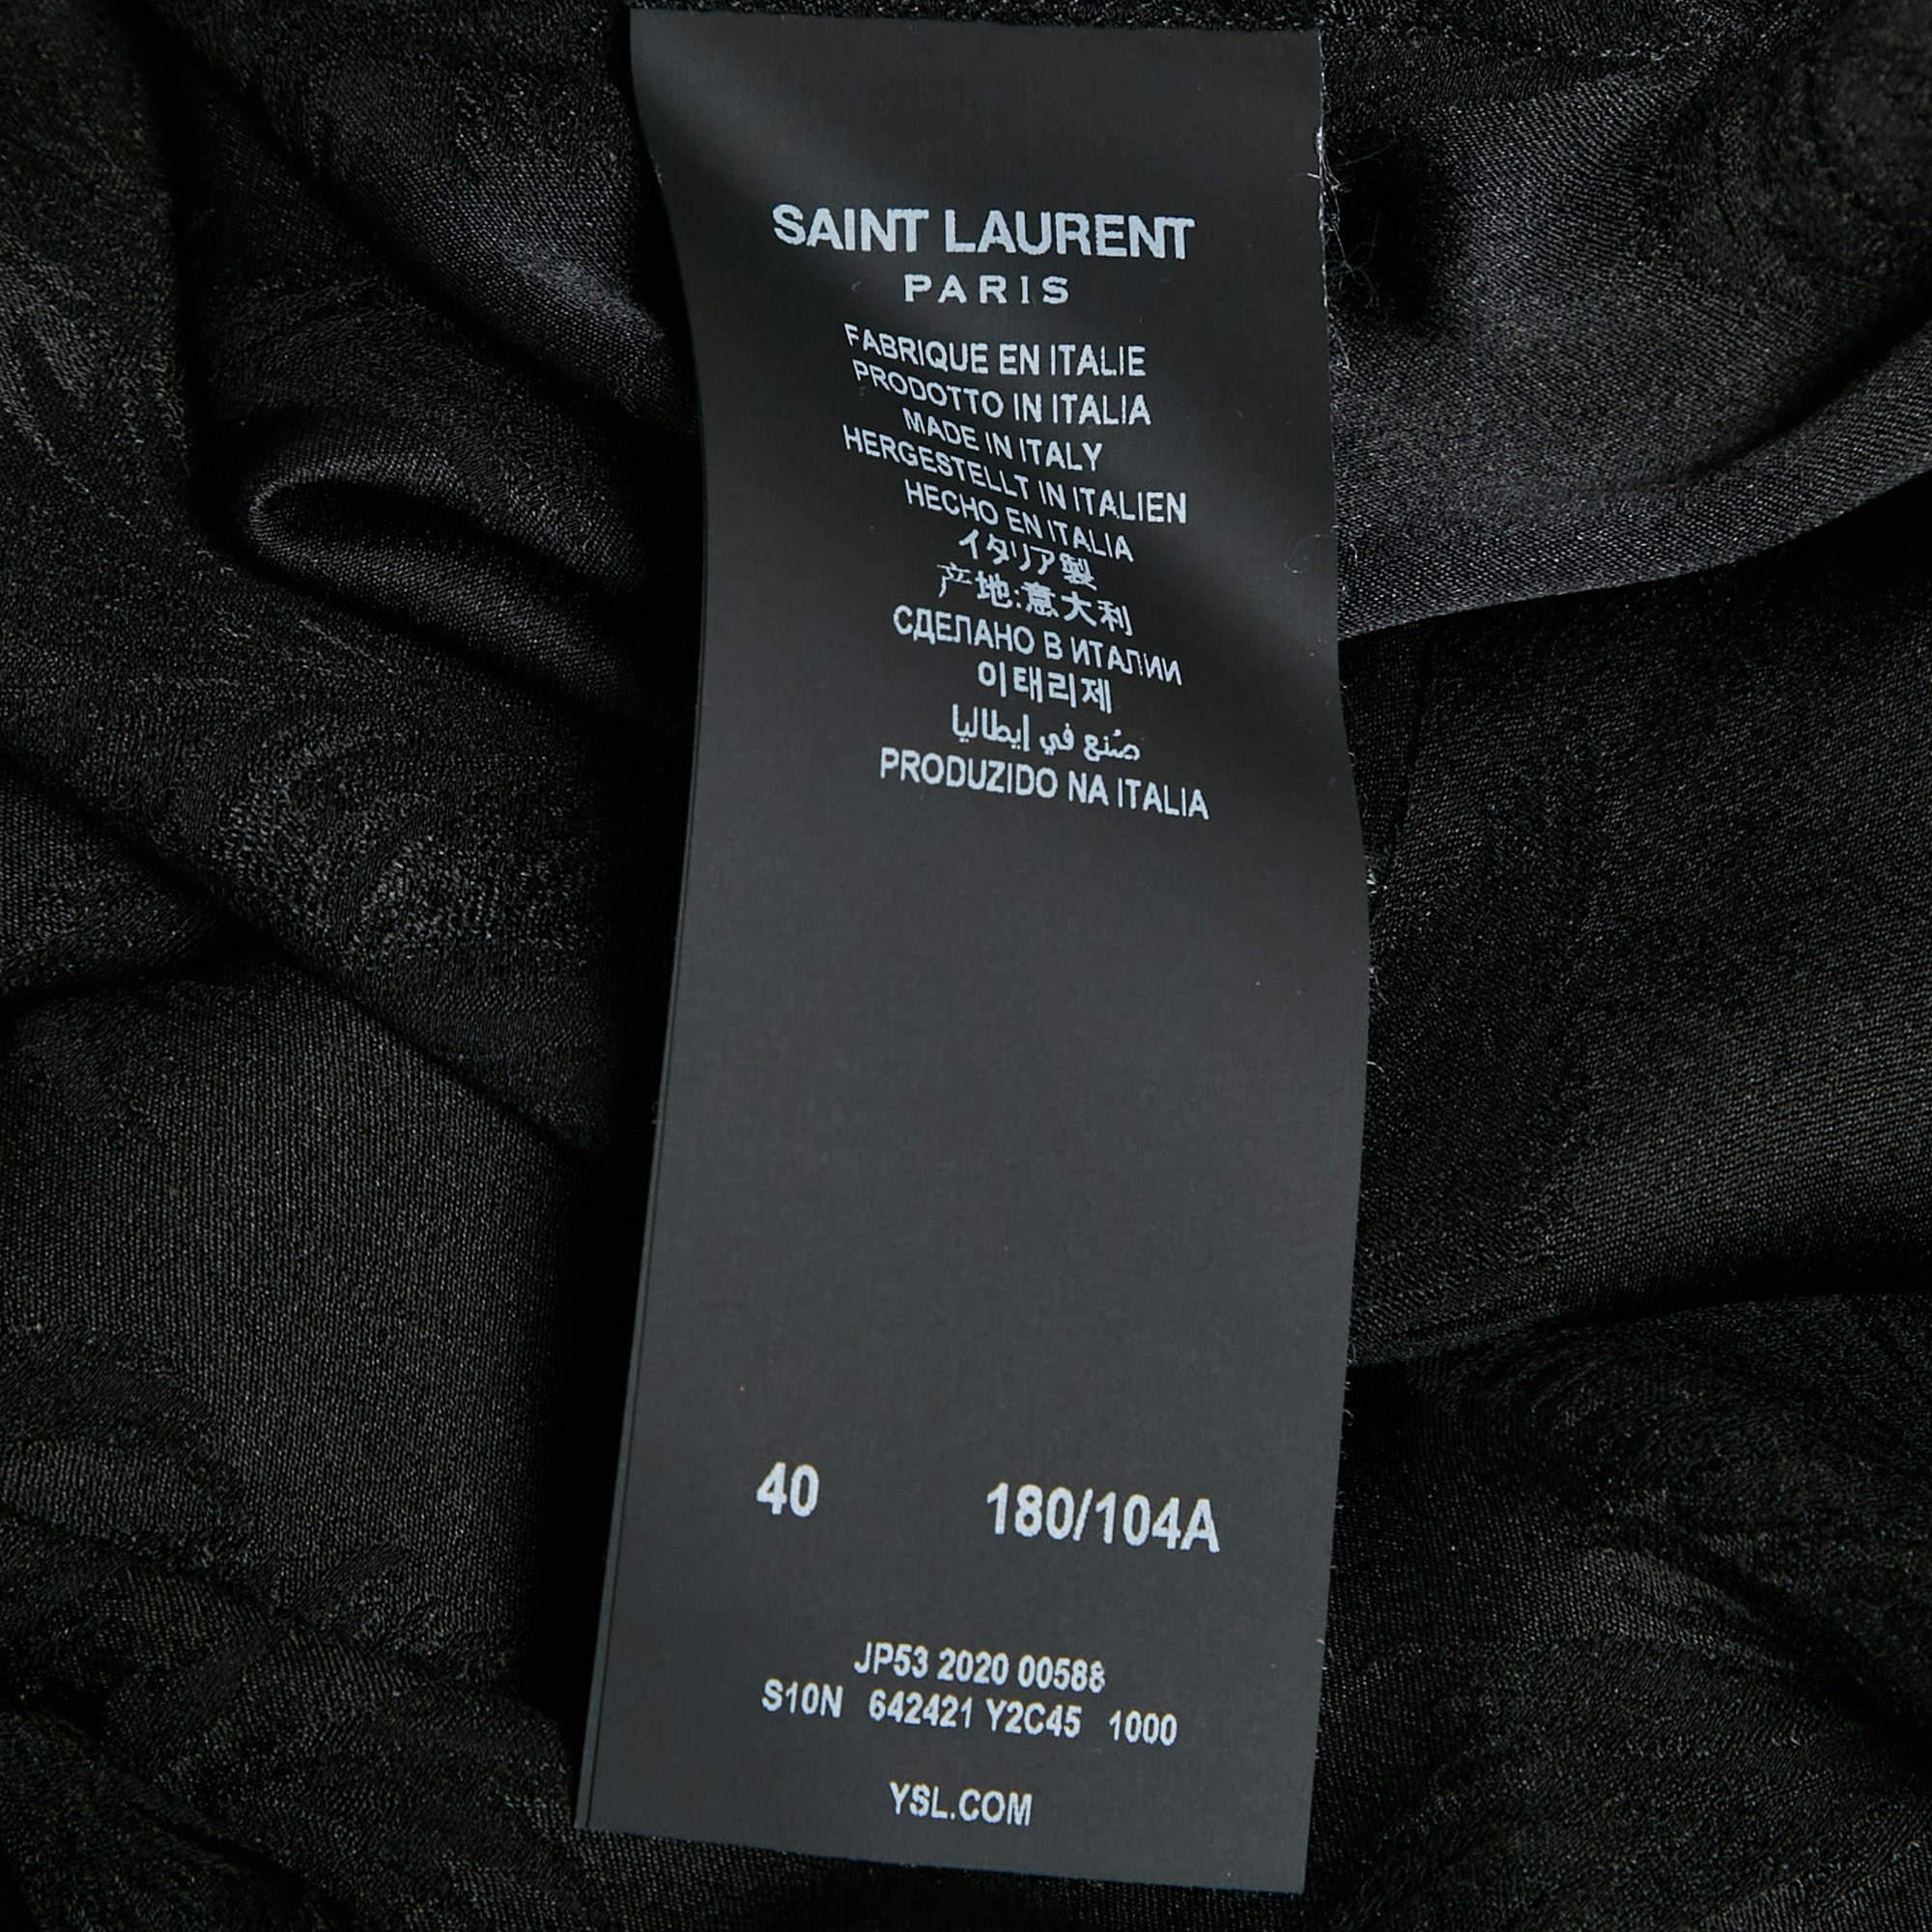 SAINT LAURENT
PARIS
FABRIQUE EN ITALIE
PRODOTTO IN ITALIA
MADE IN ITALY
HERGESTELLT IN ITALIEN
HECHO EN ITALIA
イタリア製
产地:意大利
СДЕЛАНО В ИТАЛИИ
이태리제
صُنع في إيطاليا
PRODUZIDO NA ITALIA
40 180/104A
JP53 2020 00588
S10N 642421 Y2C45 1000
YSL.COM